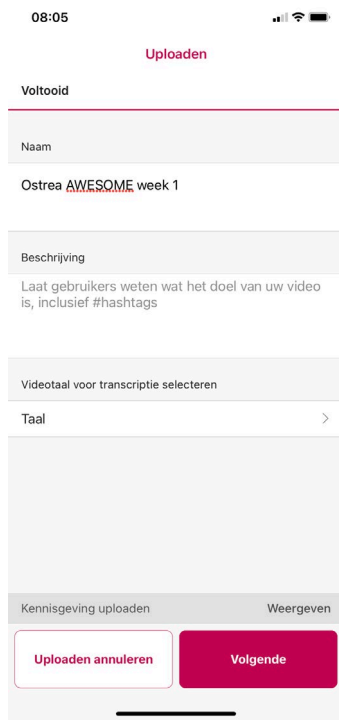 08:05
Uploaden
Voltooid
Naam
Ostrea AWESOME week 1
Beschrijving
Laat gebruikers weten wat het doel van uw video
is, inclusief #hashtags
Videotaal voor transcriptie selecteren
Taal
Kennisgeving uploaden Weergeven
Uploaden annuleren Volgende